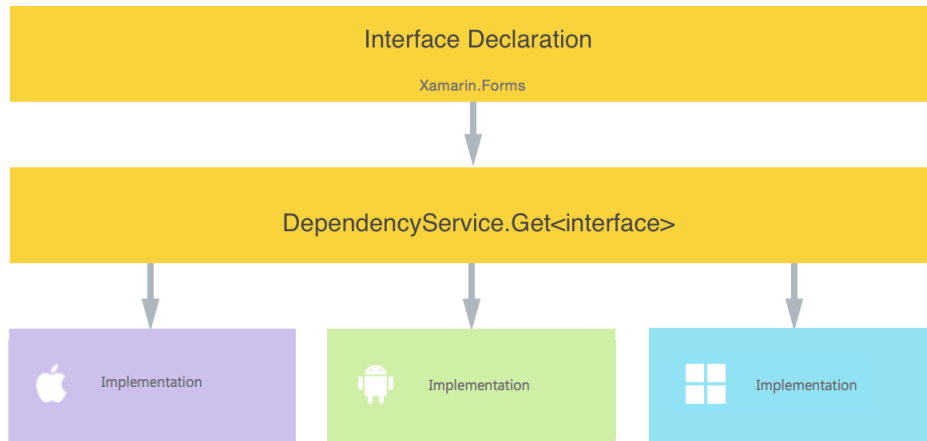 Interface Declaration
Xamarin.Forms
DependencyService.Get<interface>
Implementation
Implementation
Implementation